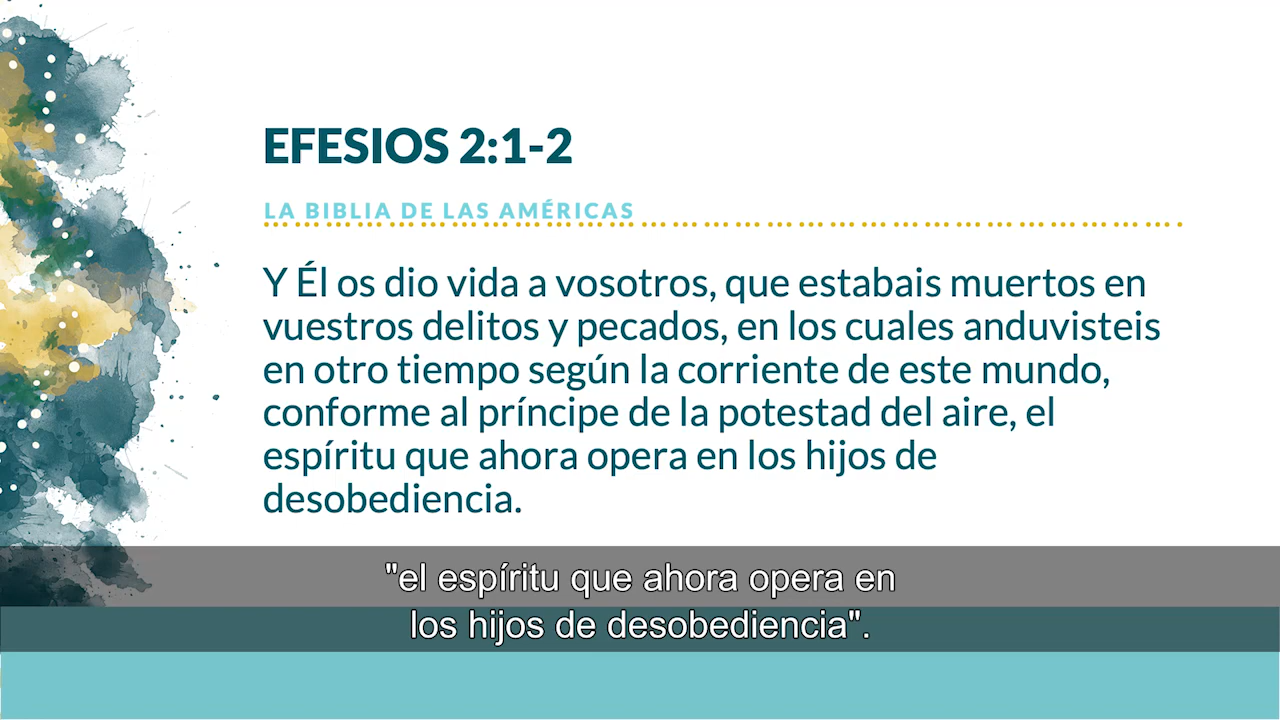 EFESIOS 2:1-2
LA BIBLIA DE LAS AMÉRICAS
Y Él os dio vida a vosotros, que estabais muertos en
vuestros delitos y pecados, en los cuales anduvisteis
en otro tiempo según la corriente de este mundo,
conforme al príncipe de la potestad del aire, el
espíritu que ahora opera en los hijos de
desobediencia.
"el espíritu que ahora opera en
los hijos de desobediencia".